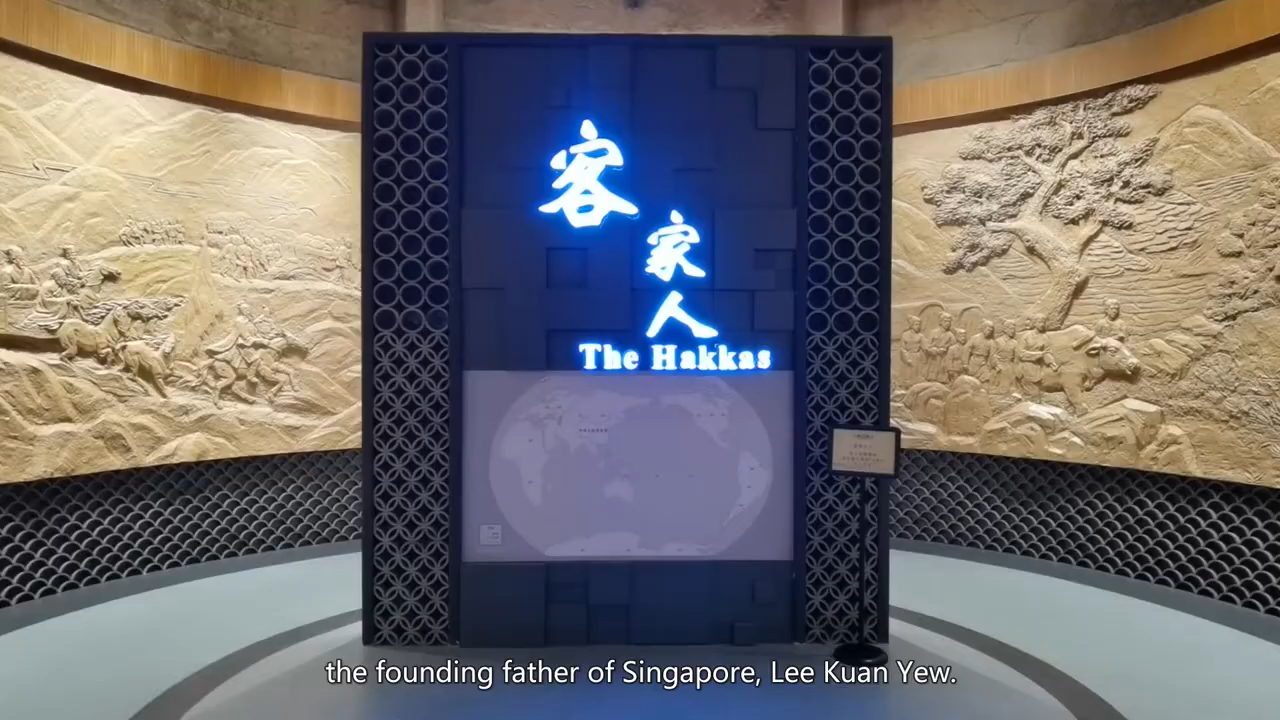 客
家
人
The Hakkas
the founding father of Singapore, Lee Kuan Yew.